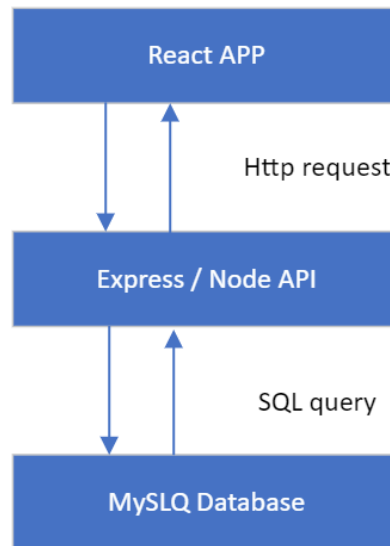 React APP
Http request
Express / Node API
SQL query
MySLQ Database